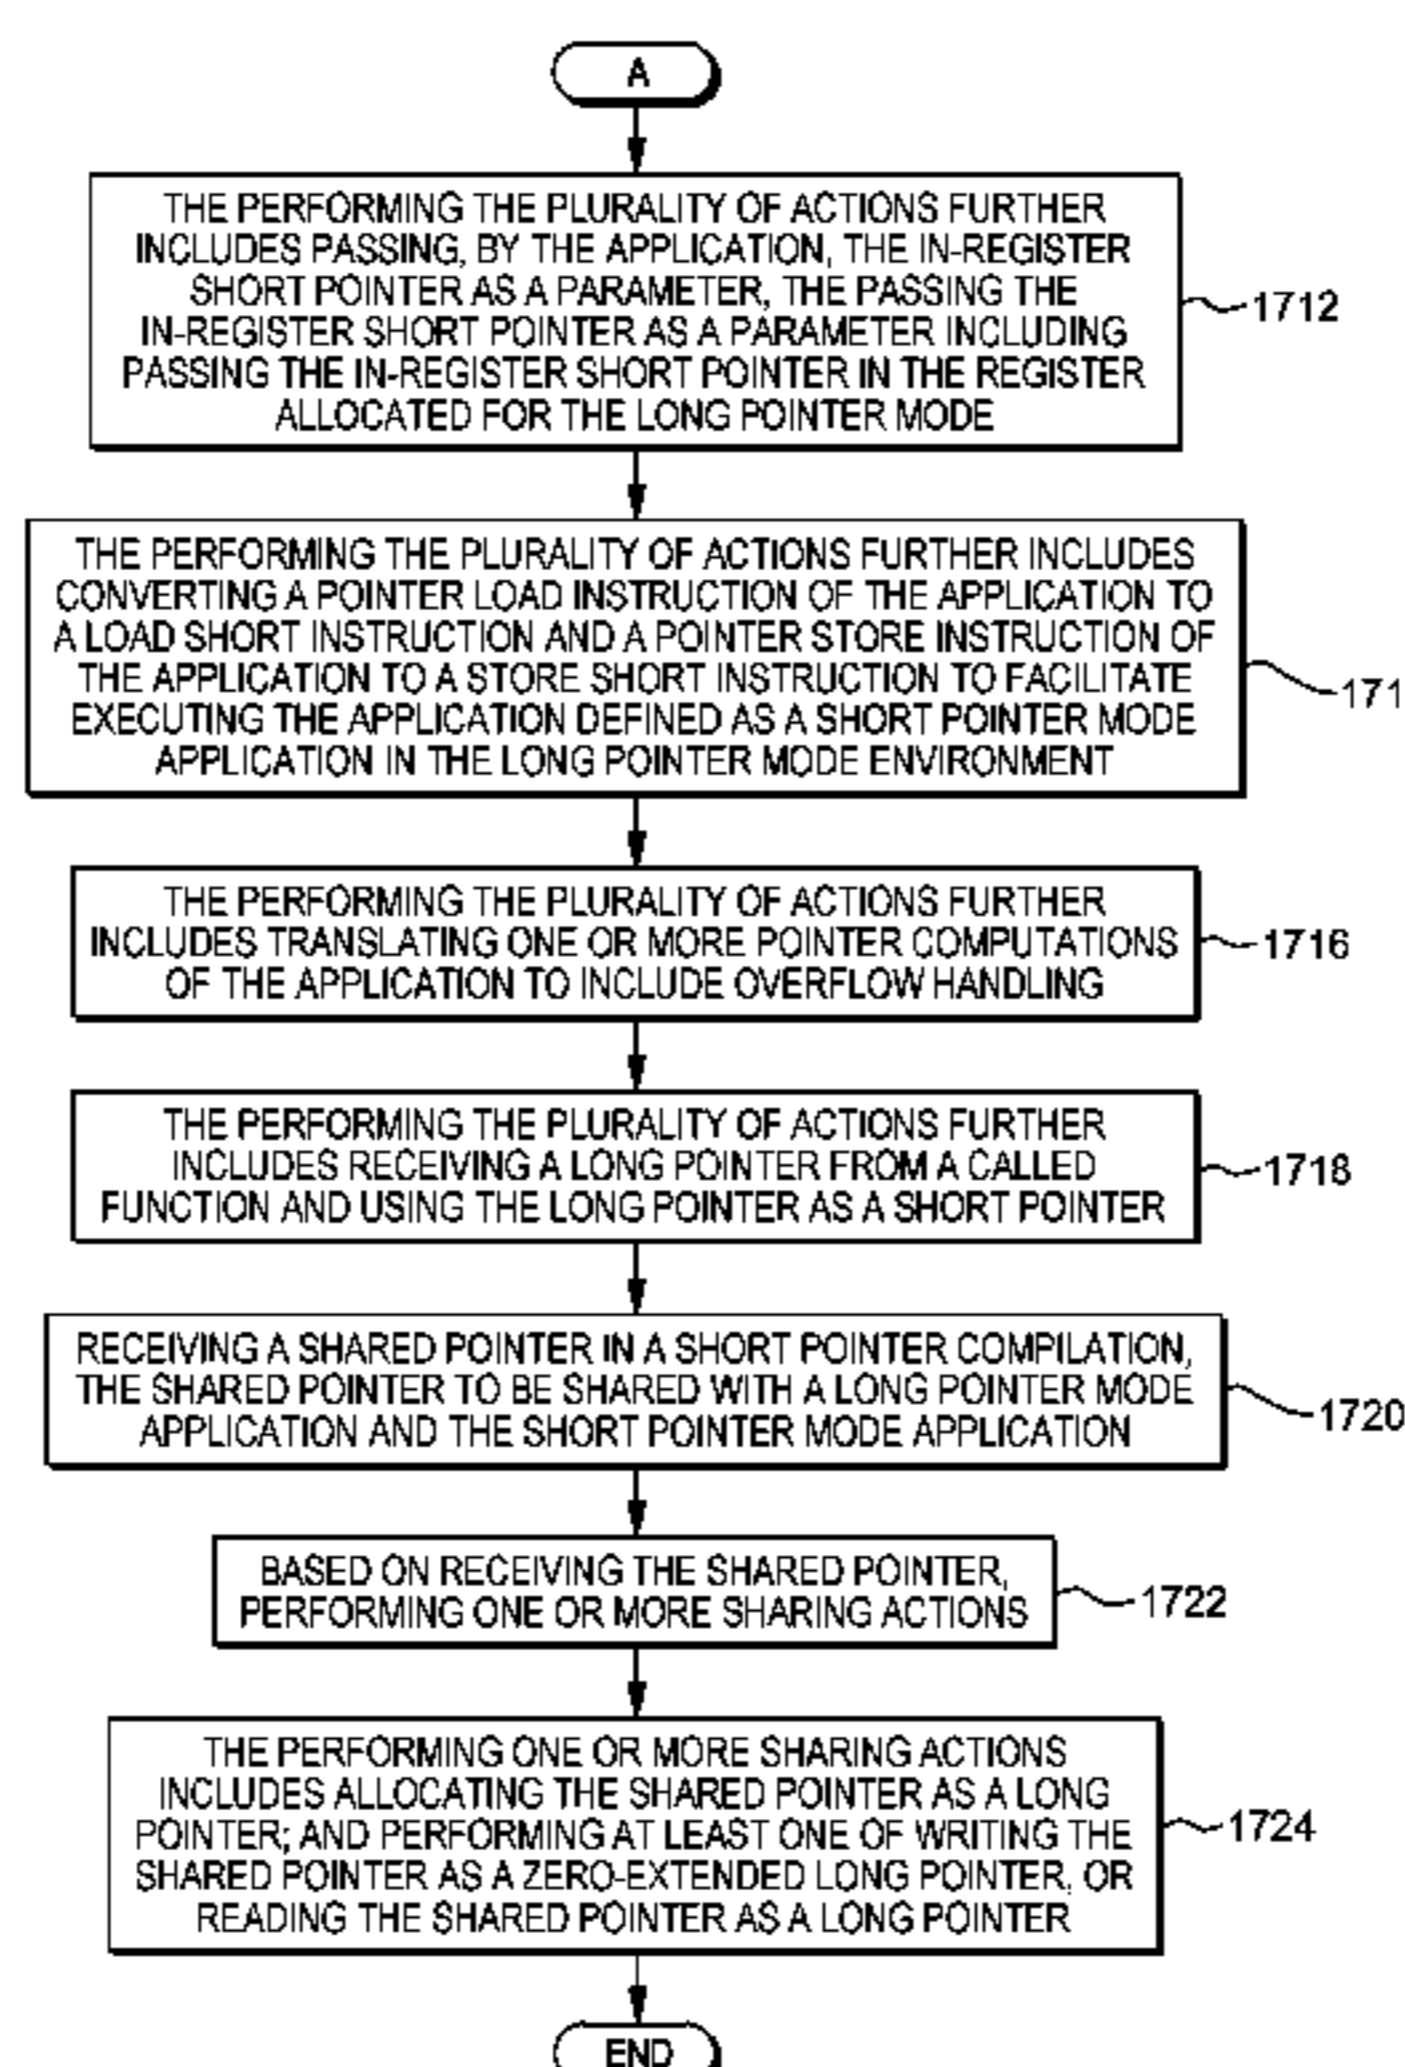 A
THE PERFORMING THE PLURALITY OF ACTIONS FURTHER
INCLUDES PASSING, BY THE APPLICATION, THE IN-REGISTER
SHORT POINTER AS A PARAMETER, THE PASSING THE
IN-REGISTER SHORT POINTER AS A PARAMETER INCLUDING
PASSING THE IN-REGISTER SHORT POINTER IN THE REGISTER
ALLOCATED FOR THE LONG POINTER MODE
1712
THE PERFORMING THE PLURALITY OF ACTIONS FURTHER INCLUDES
CONVERTING A POINTER LOAD INSTRUCTION OF THE APPLICATION TO
A LOAD SHORT INSTRUCTION AND A POINTER STORE INSTRUCTION OF
THE APPLICATION TO A STORE SHORT INSTRUCTION TO FACILITATE
EXECUTING THE APPLICATION DEFINED AS A SHORT POINTER MODE
APPLICATION IN THE LONG POINTER MODE ENVIRONMENT
171
THE PERFORMING THE PLURALITY OF ACTIONS FURTHER
INCLUDES TRANSLATING ONE OR MORE POINTER COMPUTATIONS
OF THE APPLICATION TO INCLUDE OVERFLOW HANDLING
1716
THE PERFORMING THE PLURALITY OF ACTIONS FURTHER
INCLUDES RECEIVING A LONG POINTER FROM A CALLED
FUNCTION AND USING THE LONG POINTER AS A SHORT POINTER
1718
RECEIVING A SHARED POINTER IN A SHORT POINTER COMPILATION,
THE SHARED POINTER TO BE SHARED WITH A LONG POINTER MODE
APPLICATION AND THE SHORT POINTER MODE APPLICATION
1720
BASED ON RECEIVING THE SHARED POINTER,
PERFORMING ONE OR MORE SHARING ACTIONS
1722
THE PERFORMING ONE OR MORE SHARING ACTIONS
INCLUDES ALLOCATING THE SHARED POINTER AS A LONG
POINTER; AND PERFORMING AT LEAST ONE OF WRITING THE
SHARED POINTER AS A ZERO-EXTENDED LONG POINTER, OR
READING THE SHARED POINTER AS A LONG POINTER
1724
END